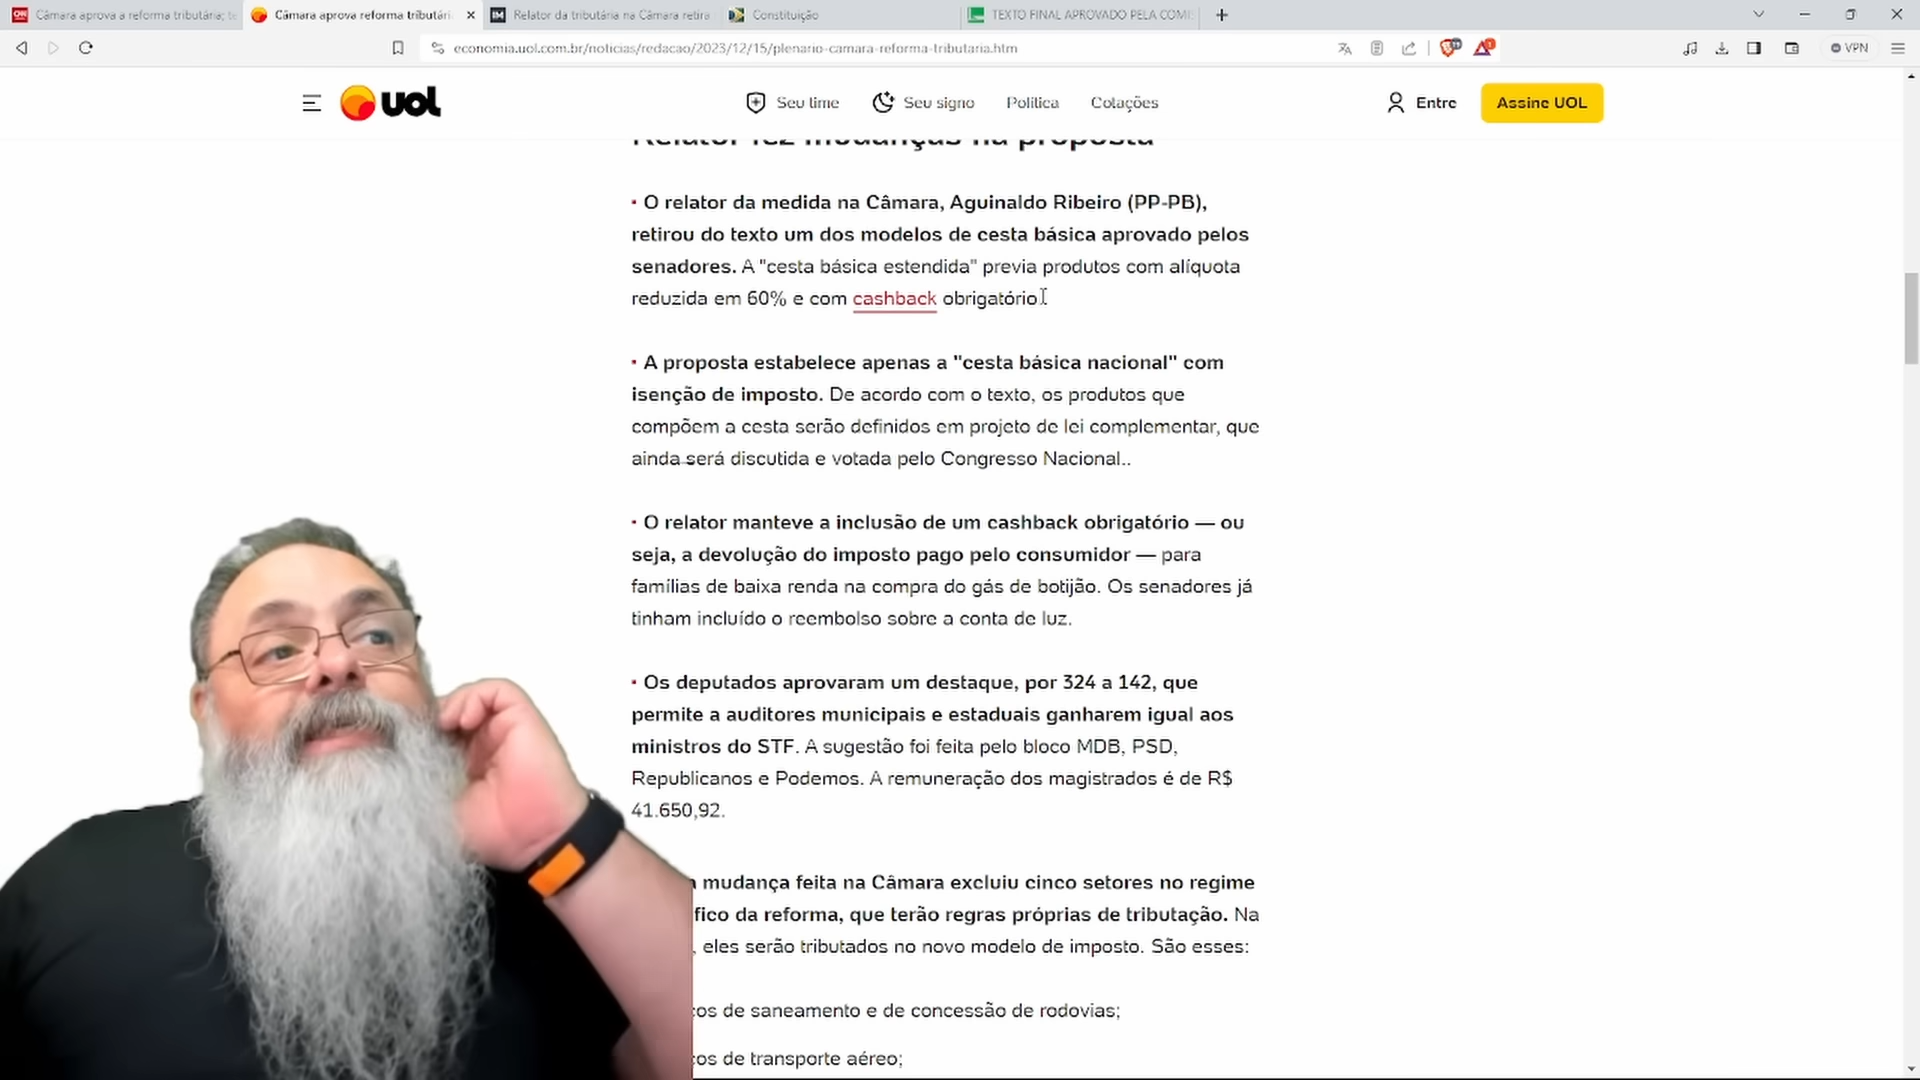 Câmara aprova a reforma tributária; te
Câmara aprova reforma tributári
Relator da tributária na Câmara retira
Constituição
TEXTO FINAL APROVADO PELA COMI
economia.uol.com.br/noticias/redacao/2023/12/15/plenario-camara-reforma-tributaria.htm
VPN
uol
Seu time
Seu signo
Política
Cotações
Entre
Assine UOL
Relator fez mudanças na proposta
· O relator da medida na Câmara, Aguinaldo Ribeiro (PP-PB),
retirou do texto um dos modelos de cesta básica aprovado pelos
senadores. A "cesta básica estendida" previa produtos com alíquota
reduzida em 60% e com cashback obrigatório.
· A proposta estabelece apenas a "cesta básica nacional" com
isenção de imposto. De acordo com o texto, os produtos que
compõem a cesta serão definidos em projeto de lei complementar, que
ainda será discutida e votada pelo Congresso Nacional..
· O relator manteve a inclusão de um cashback obrigatório — ou
seja, a devolução do imposto pago pelo consumidor — para
famílias de baixa renda na compra do gás de botijão. Os senadores já
tinham incluído o reembolso sobre a conta de luz.
· Os deputados aprovaram um destaque, por 324 a 142, que
permite a auditores municipais e estaduais ganharem igual aos
ministros do STF. A sugestão foi feita pelo bloco MDB, PSD,
Republicanos e Podemos. A remuneração dos magistrados é de R$
41.650,92.
mudança feita na Câmara excluiu cinco setores no regime
fico da reforma, que terão regras próprias de tributação. Na
, eles serão tributados no novo modelo de imposto. São esses:
ços de saneamento e de concessão de rodovias;
ços de transporte aéreo;